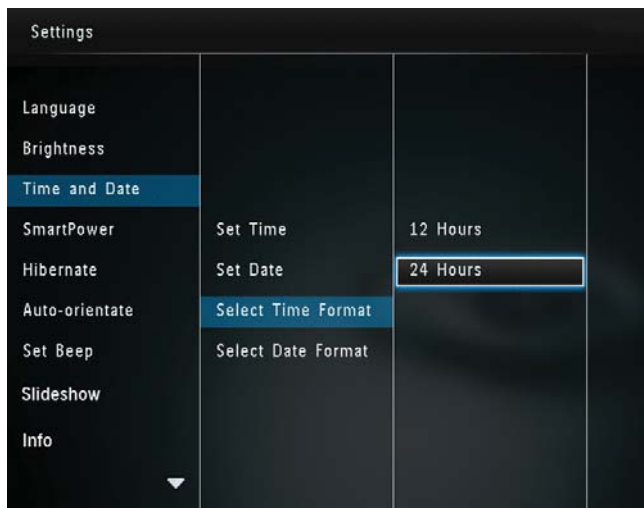 Settings
Language
Brightness
Time and Date
SmartPower
Hibernate
Auto-orientate
Set Beep
Slideshow
Info
Set Time
Set Date
Select Time Format
Select Date Format
12 Hours
24 Hours